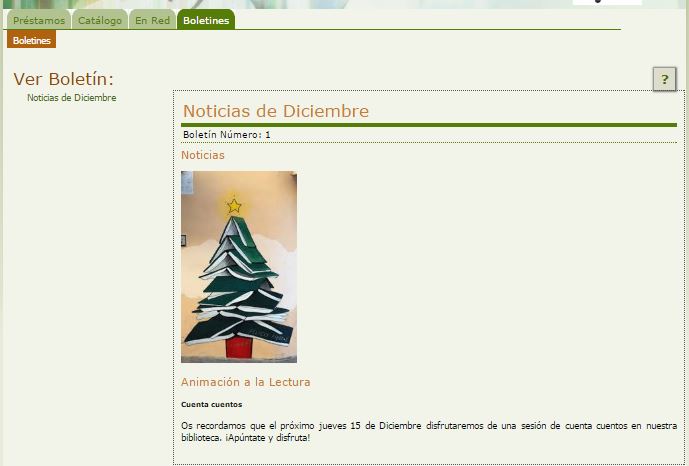 Préstamos Catálogo En Red Boletines
Boletines
Ver Boletín:
?
Noticias de Diciembre
Noticias de Diciembre
Boletín Número: 1
Noticias
Animación a la Lectura
Cuenta cuentos
Os recordamos que el próximo jueves 15 de Diciembre disfrutaremos de una sesión de cuenta cuentos en nuestra
biblioteca. ¡Apúntate y disfruta!